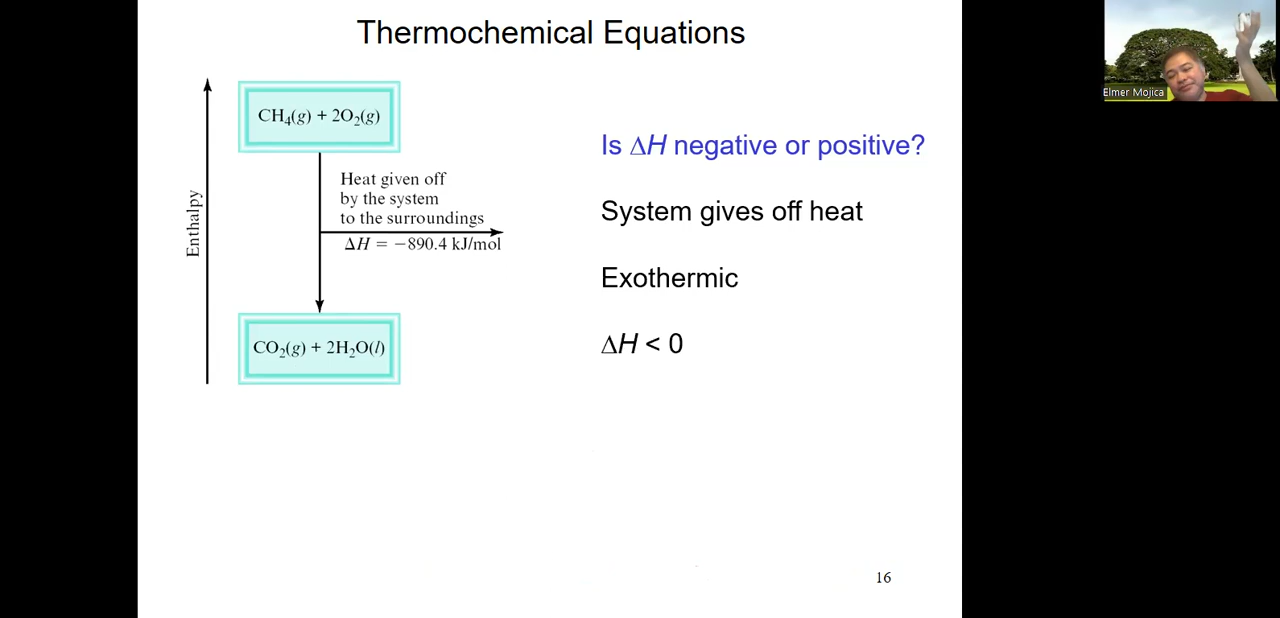 Thermochemical Equations
Elmer Mojica
Enthalpy
CH₄(g) + 2O₂(g)
Heat given off
by the system
to the surroundings
ΔH = −890.4 kJ/mol
CO₂(g) + 2H₂O(l)
Is ΔH negative or positive?
System gives off heat
Exothermic
ΔH < 0
16